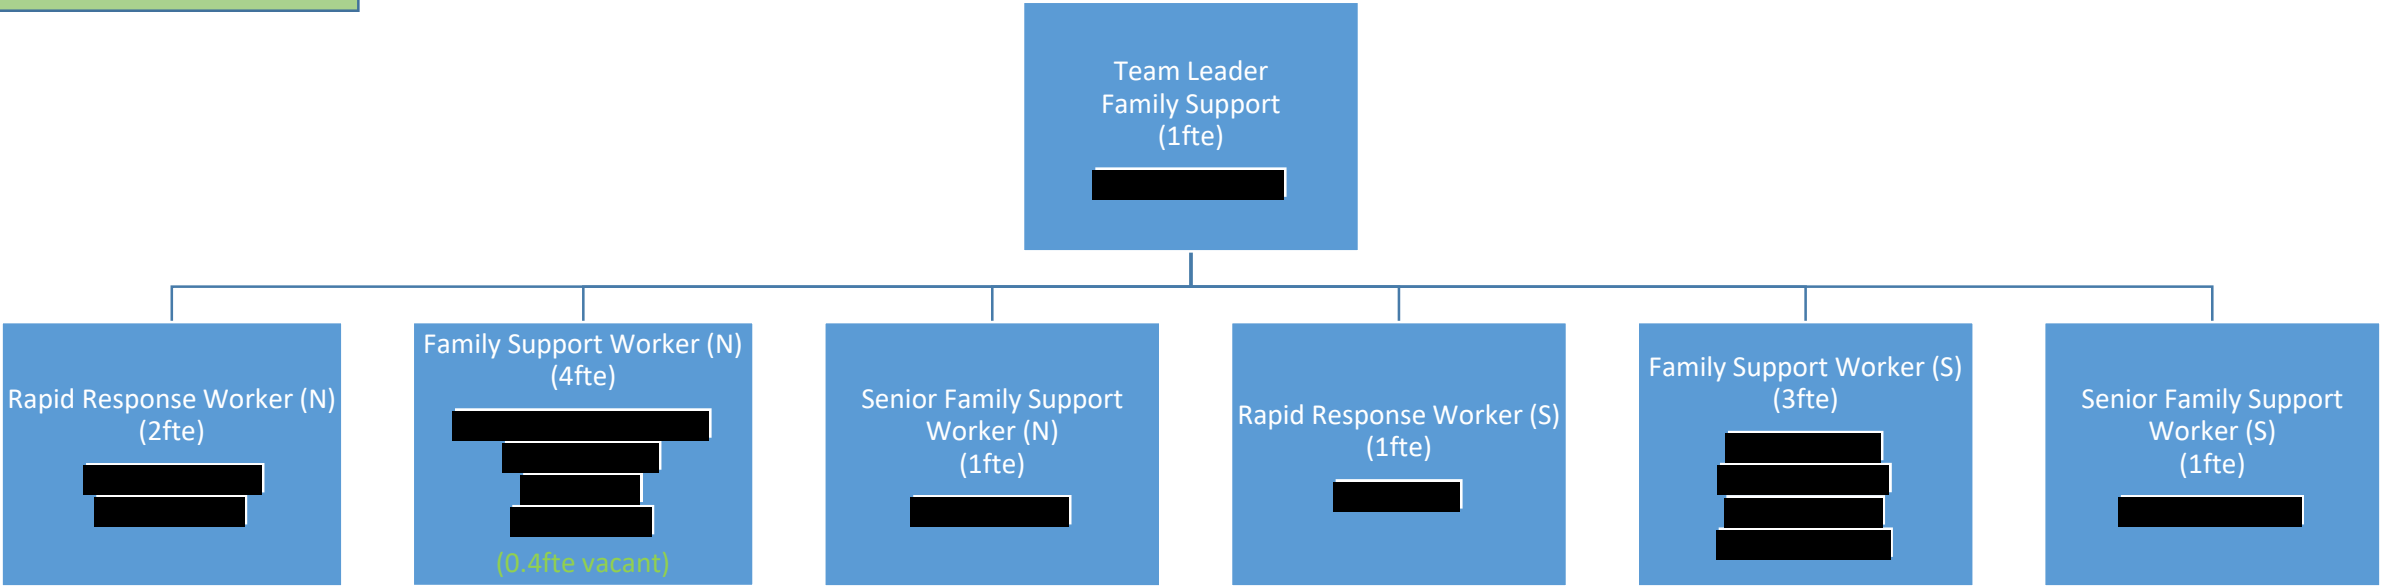 Team Leader
Family Support
(1fte)
Rapid Response Worker (N)
(2fte)
Family Support Worker (N)
(4fte)
(0.4fte vacant)
Senior Family Support
Worker (N)
(1fte)
Rapid Response Worker (S)
(1fte)
Family Support Worker (S)
(3fte)
Senior Family Support
Worker (S)
(1fte)